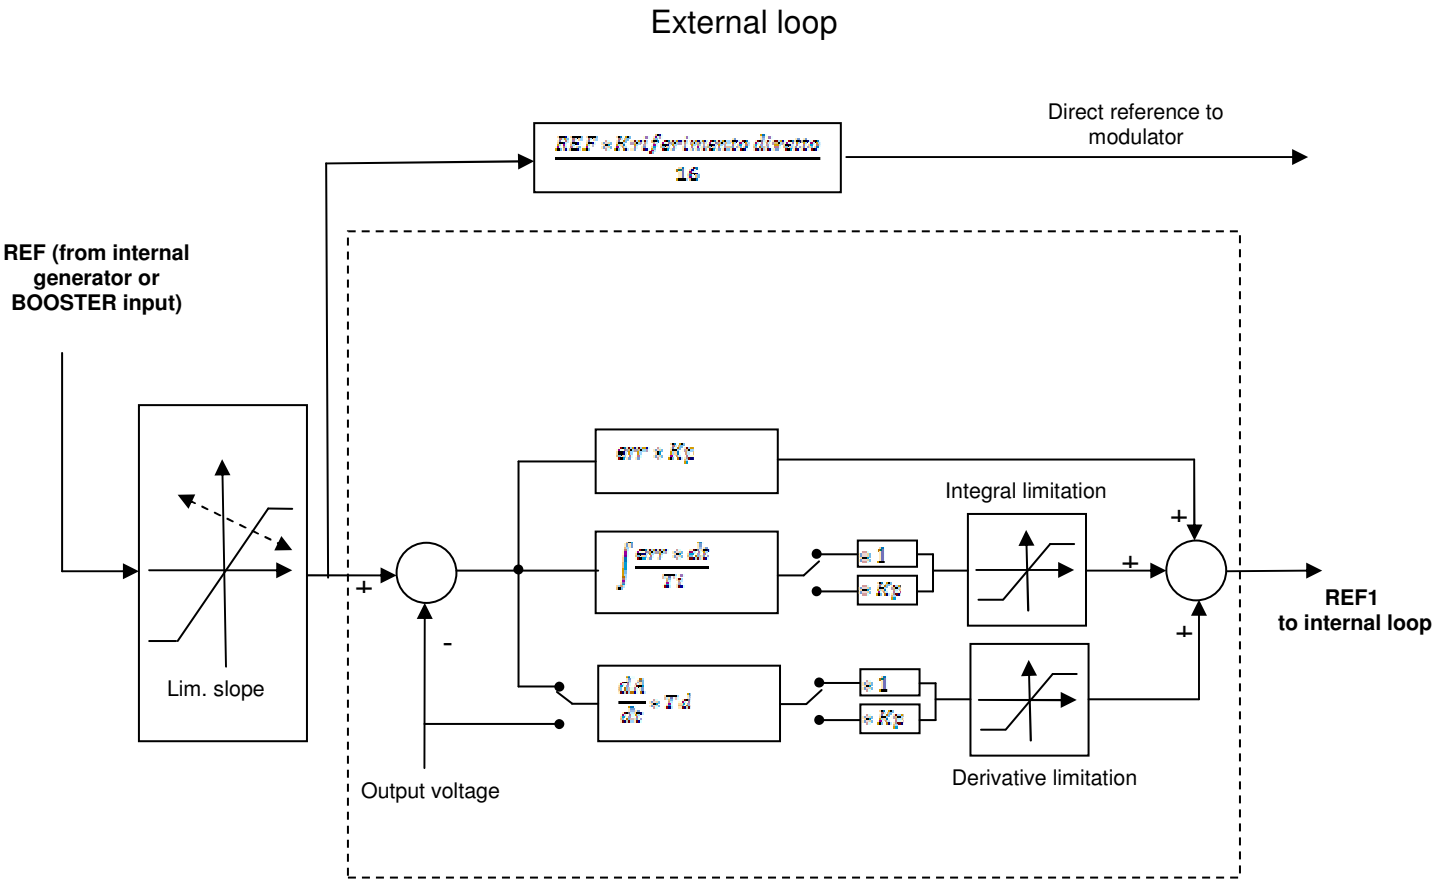 External loop
Direct reference to
modulator
REF * Kriferimento diretto
16
REF (from internal
generator or
BOOSTER input)
err * Kp
Integral limitation
+
∫ err * dt
Ti
* 1
* Kp
+
+
-
REF1
to internal loop
+
Lim. slope
dA
dt
* Td
* 1
* Kp
Derivative limitation
Output voltage